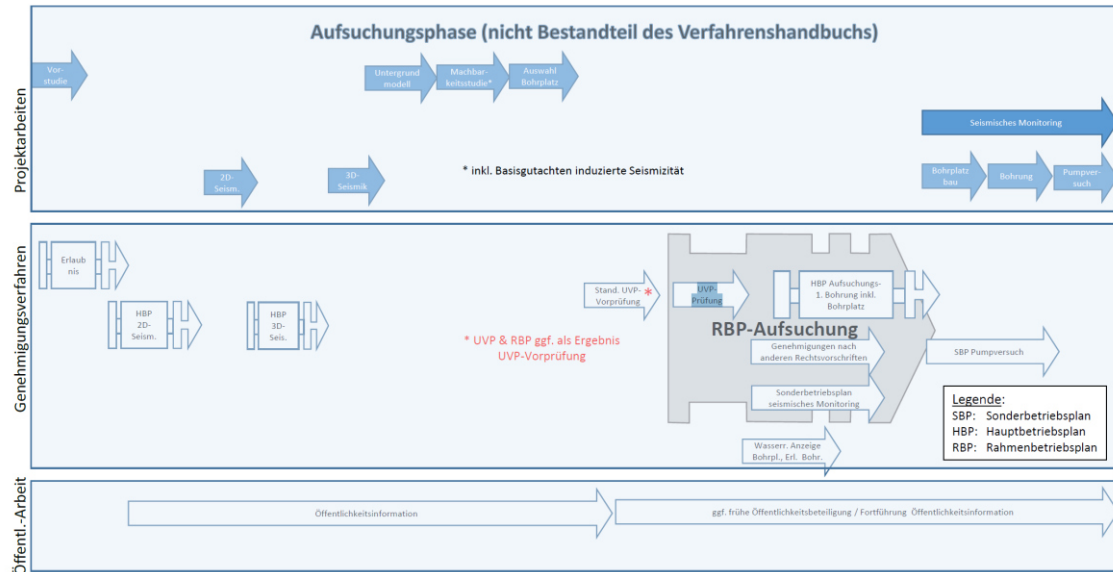 Aufsuchungsphase (nicht Bestandteil des Verfahrenshandbuchs)
Projektarbeiten
Vor-
studie
Untergrund
modell
Machbar-
keitsstudie*
Auswahl
Bohrplatz
Seismisches Monitoring
2D-
Seism.
3D-
Seismik
* inkl. Basisgutachten induzierte Seismizität
Bohrplatz
bau
Bohrung
Pumpver-
such
Genehmigungsverfahren
Erlaub
nis
HBP
2D-
Seism.
HBP
3D-
Seis.
Stand. UVP-
Vorprüfung
*
UVP-
Prüfung
HBP Aufsuchungs-
1. Bohrung inkl.
Bohrplatz
RBP-Aufsuchung
* UVP & RBP ggf. als Ergebnis
UVP-Vorprüfung
Genehmigungen nach
anderen Rechtsvorschriften
SBP Pumpversuch
Sonderbetriebsplan
seismisches Monitoring
Legende:
SBP: Sonderbetriebsplan
HBP: Hauptbetriebsplan
RBP: Rahmenbetriebsplan
Wasserr. Anzeige
Bohrpl., Erl. Bohr.
Öffentl.-Arbeit
Öffentlichkeitsinformation
ggf. frühe Öffentlichkeitsbeteiligung / Fortführung Öffentlichkeitsinformation